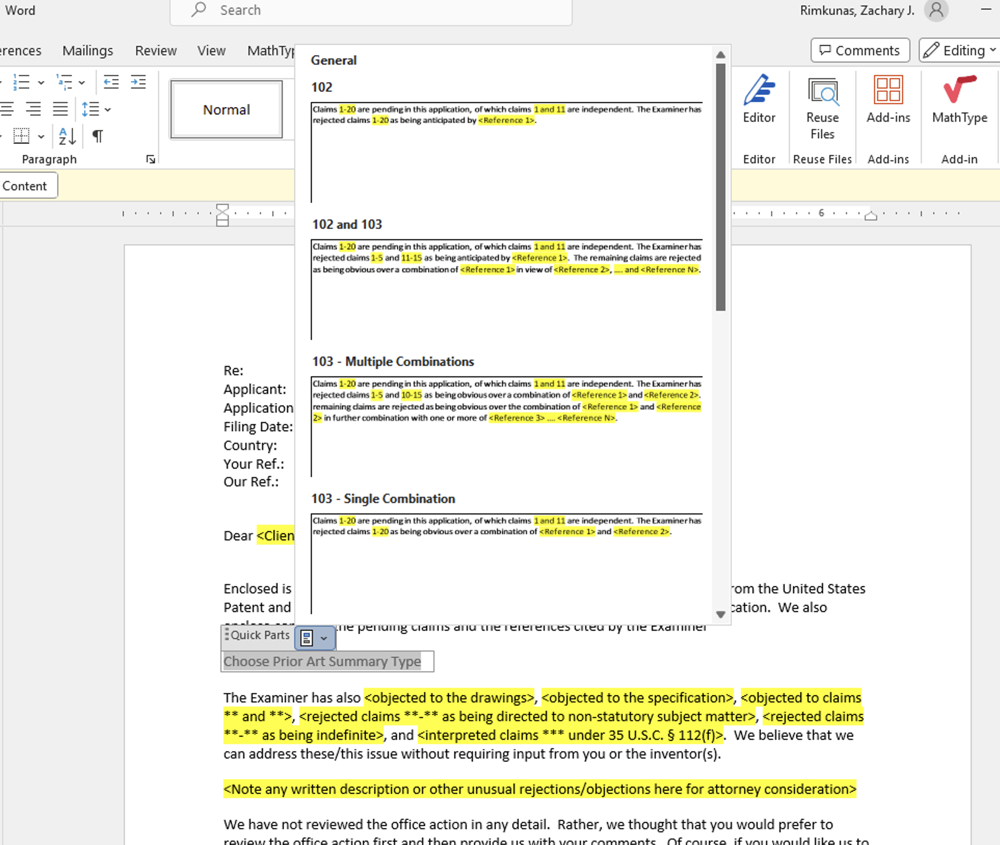 Word
Search
Rimkunas, Zachary J.
erences Mailings Review View MathTyp
Comments
Editing
Normal
Editor
Reuse Files
Add-ins
MathType
Paragraph
Editor
Reuse Files
Add-ins
Add-in
Content
6
General
102
Claims 1-20 are pending in this application, of which claims 1 and 11 are independent. The Examiner has
rejected claims 1-20 as being anticipated by <Reference 1>.
102 and 103
Claims 1-20 are pending in this application, of which claims 1 and 11 are independent. The Examiner has
rejected claims 1-5 and 11-15 as being anticipated by <Reference 1>. The remaining claims are rejected
as being obvious over a combination of <Reference 1> in view of <Reference 2>, .... and <Reference N>.
103 - Multiple Combinations
Claims 1-20 are pending in this application, of which claims 1 and 11 are independent. The Examiner has
rejected claims 1-5 and 10-15 as being obvious over a combination of <Reference 1> and <Reference 2>.
remaining claims are rejected as being obvious over the combination of <Reference 1> and <Reference
2> in further combination with one or more of <Reference 3> .... <Reference N>.
103 - Single Combination
Claims 1-20 are pending in this application, of which claims 1 and 11 are independent. The Examiner has
rejected claims 1-20 as being obvious over a combination of <Reference 1> and <Reference 2>.
Re:
Applicant:
Application
Filing Date:
Country:
Your Ref.:
Our Ref.:
Dear <Clien
Enclosed is rom the United States
Patent and cation. We also
the pending claims and the references cited by the Examiner
Quick Parts
Choose Prior Art Summary Type
The Examiner has also <objected to the drawings>, <objected to the specification>, <objected to claims
** and **>, <rejected claims **-** as being directed to non-statutory subject matter>, <rejected claims
**-** as being indefinite>, and <interpreted claims *** under 35 U.S.C. § 112(f)>. We believe that we
can address these/this issue without requiring input from you or the inventor(s).
<Note any written description or other unusual rejections/objections here for attorney consideration>
We have not reviewed the office action in any detail. Rather, we thought that you would prefer to
review the office action first and then provide us with your comments. Of course, if you would like us to